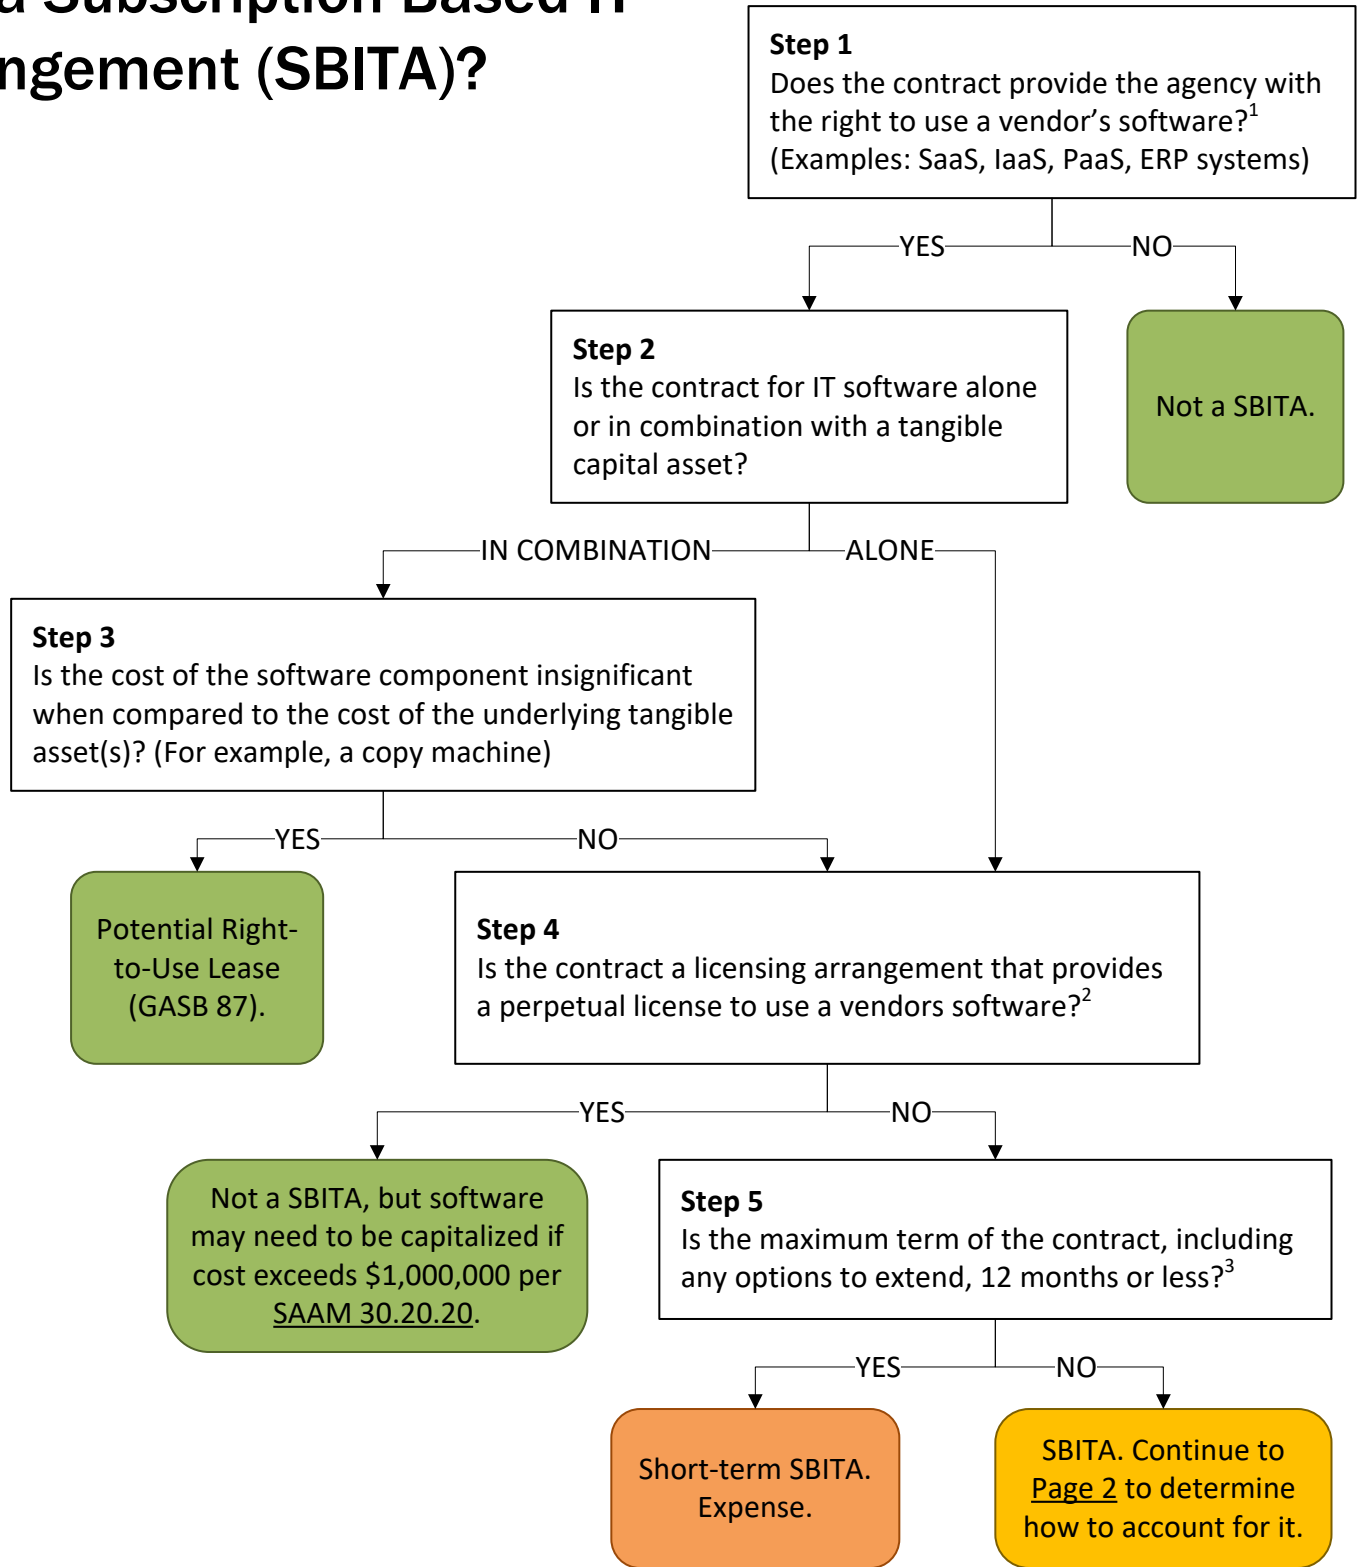 a Subscription Based IT
ngement (SBITA)?
Step 1
Does the contract provide the agency with
the right to use a vendor’s software?1
(Examples: SaaS, IaaS, PaaS, ERP systems)
YES
NO
Step 2
Is the contract for IT software alone
or in combination with a tangible
capital asset?
Not a SBITA.
IN COMBINATION
ALONE
Step 3
Is the cost of the software component insignificant
when compared to the cost of the underlying tangible
asset(s)? (For example, a copy machine)
YES
NO
Potential Right-
to-Use Lease
(GASB 87).
Step 4
Is the contract a licensing arrangement that provides
a perpetual license to use a vendors software?2
YES
NO
Not a SBITA, but software
may need to be capitalized if
cost exceeds $1,000,000 per
SAAM 30.20.20.
Step 5
Is the maximum term of the contract, including
any options to extend, 12 months or less?3
YES
NO
Short-term SBITA.
Expense.
SBITA. Continue to
Page 2 to determine
how to account for it.